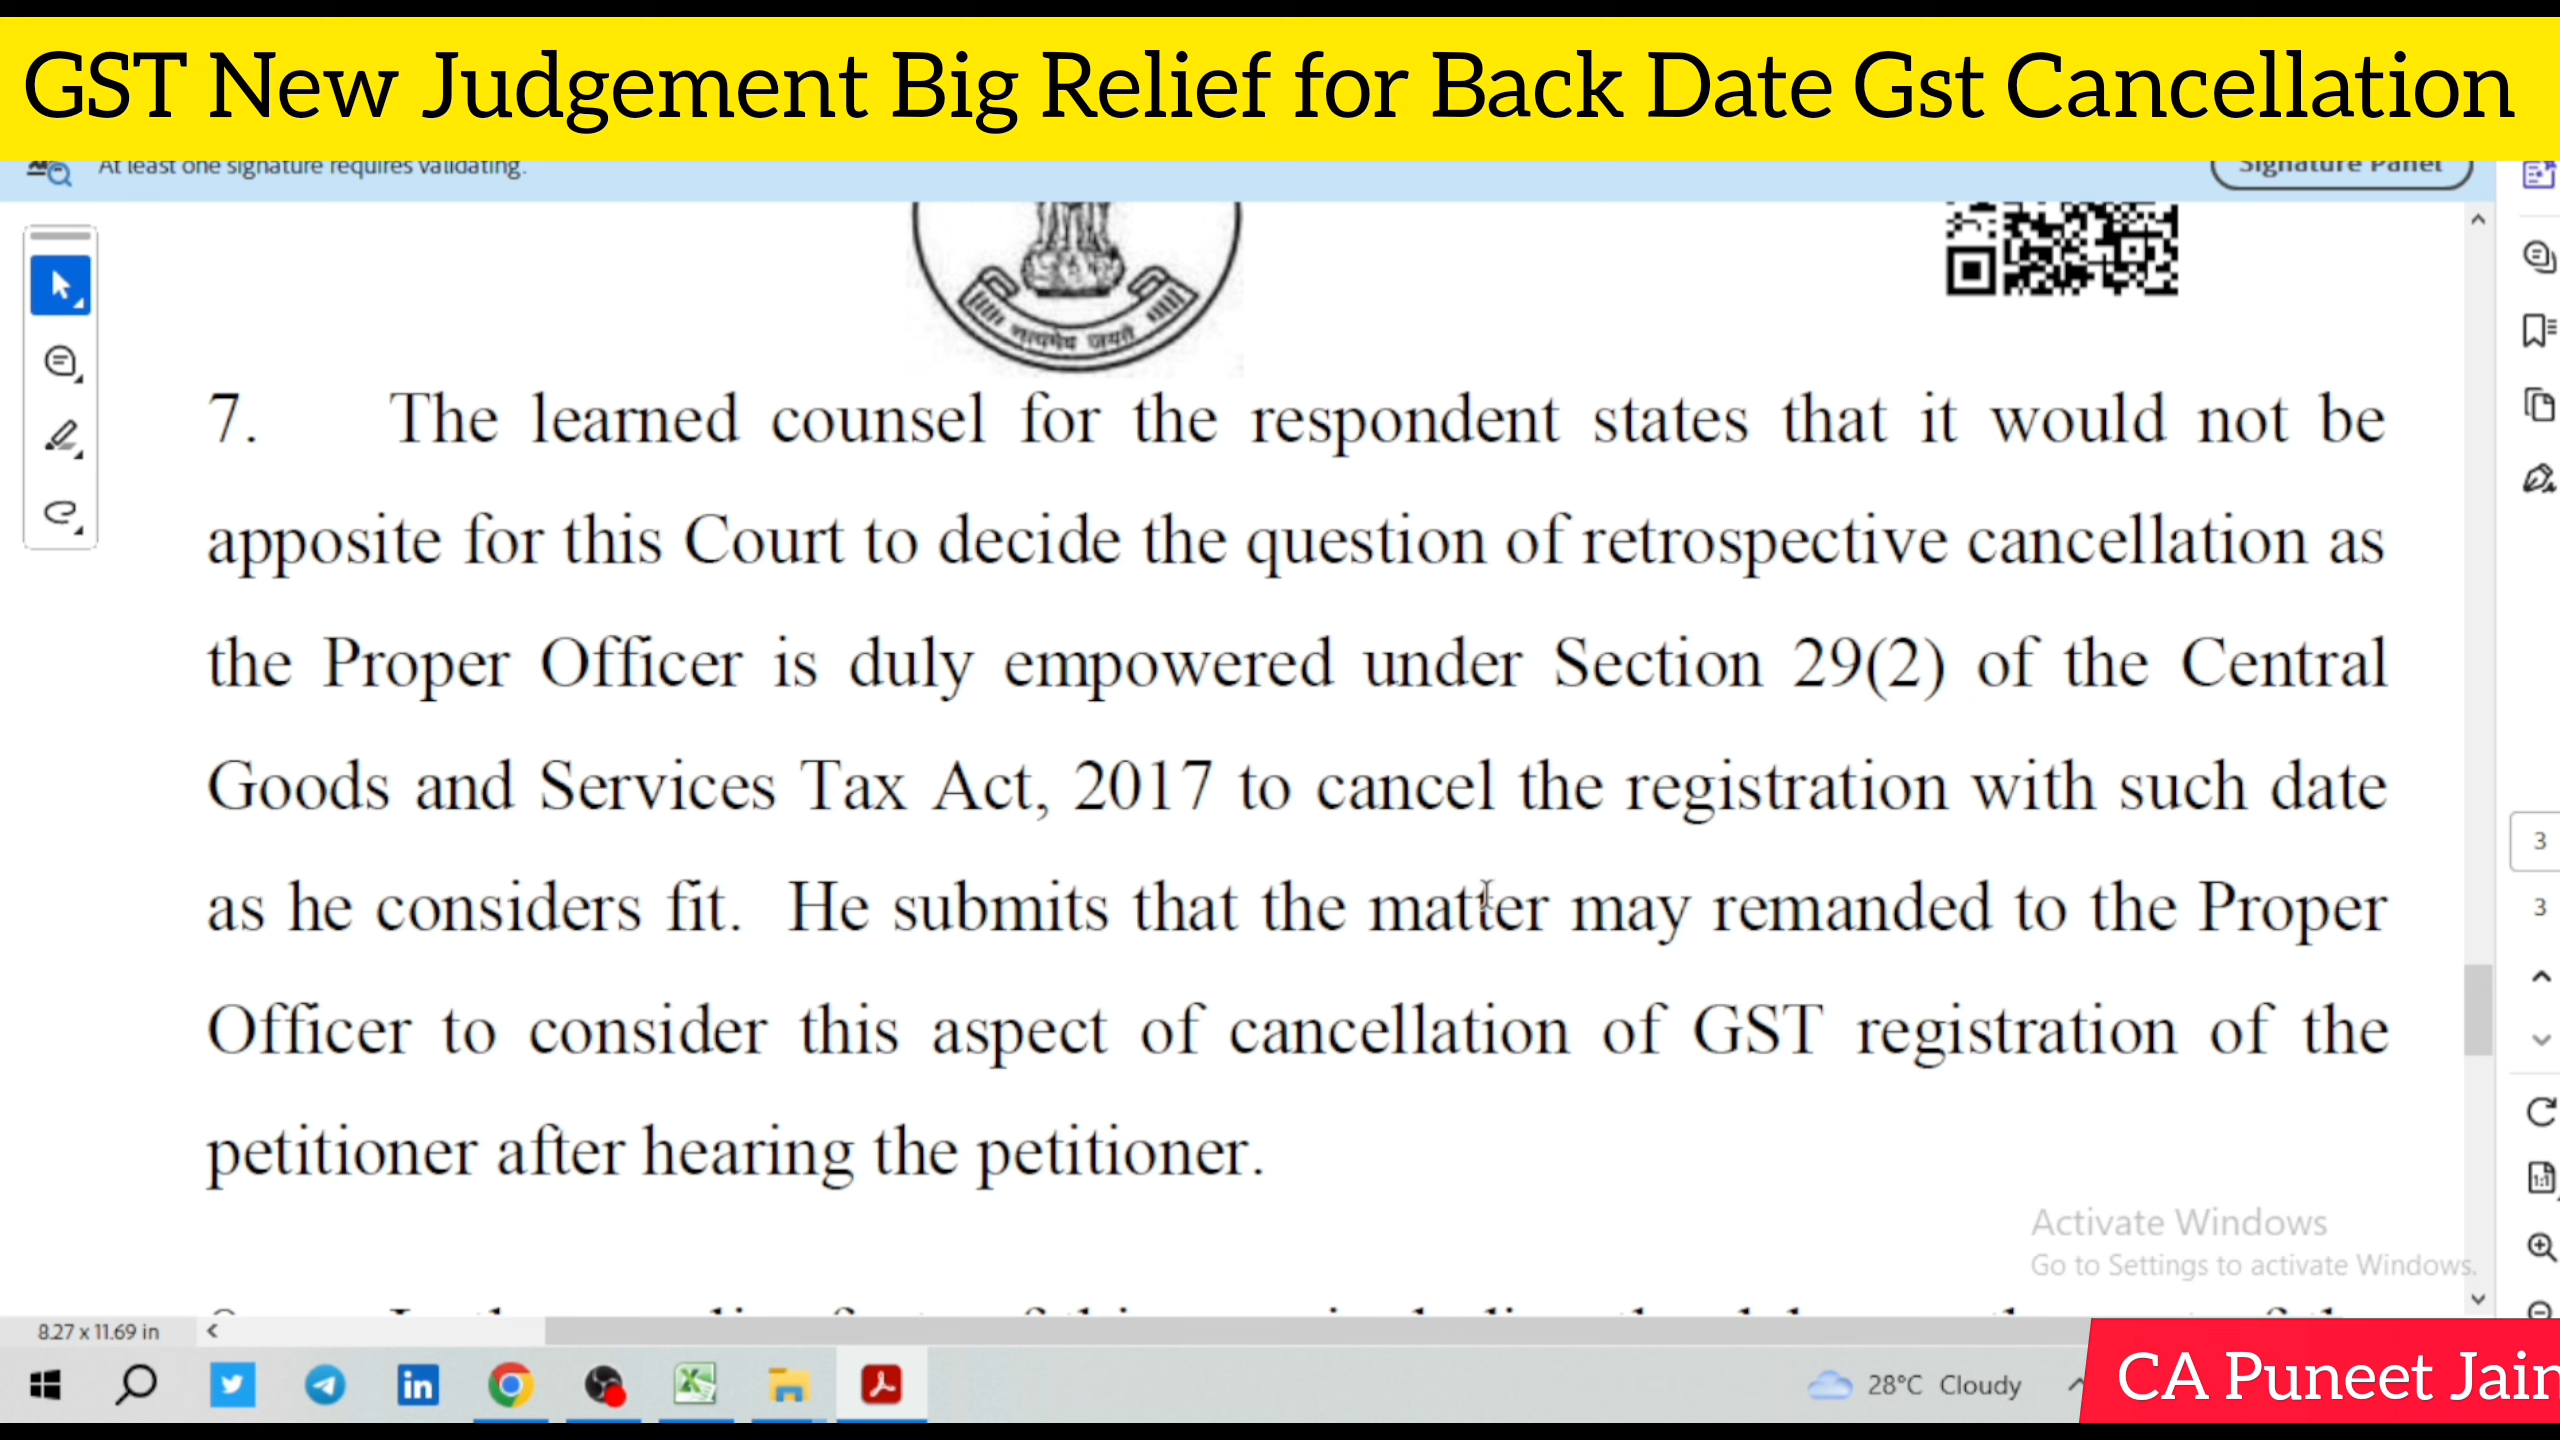 GST New Judgement Big Relief for Back Date Gst Cancellation
At least one signature requires validating.
Signature Panel
सत्यमेव जयते
7. The learned counsel for the respondent states that it would not be
apposite for this Court to decide the question of retrospective cancellation as
the Proper Officer is duly empowered under Section 29(2) of the Central
Goods and Services Tax Act, 2017 to cancel the registration with such date
as he considers fit. He submits that the matter may remanded to the Proper
Officer to consider this aspect of cancellation of GST registration of the
petitioner after hearing the petitioner.
3
3
Activate Windows
Go to Settings to activate Windows.
8.27 x 11.69 in
28°C Cloudy
CA Puneet Jain